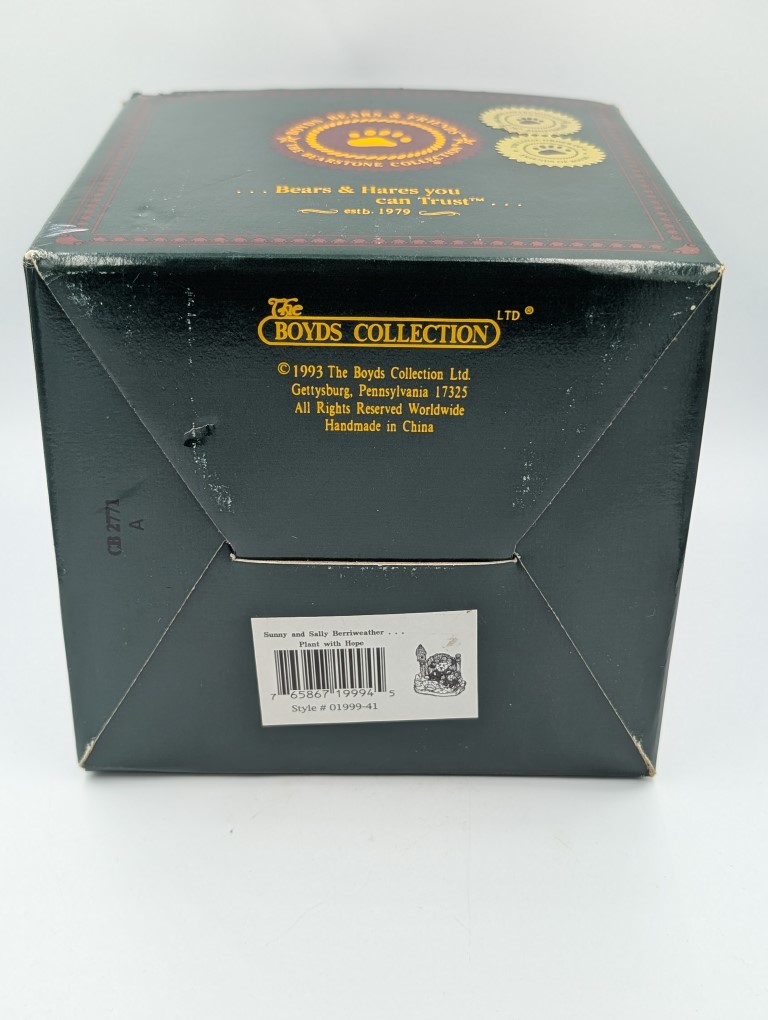 BOYDS BEARS & FRIENDS
THE BEARSTONE COLLECTION®
. . . Bears & Hares you
can Trust™ . . .
estb. 1979
The
BOYDS COLLECTION LTD.®
©1993 The Boyds Collection Ltd.
Gettysburg, Pennsylvania 17325
All Rights Reserved Worldwide
Handmade in China
CB 2771
A
Sunny and Sally Berriweather . . .
Plant with Hope
7 65867 19994 5
Style # 01999-41